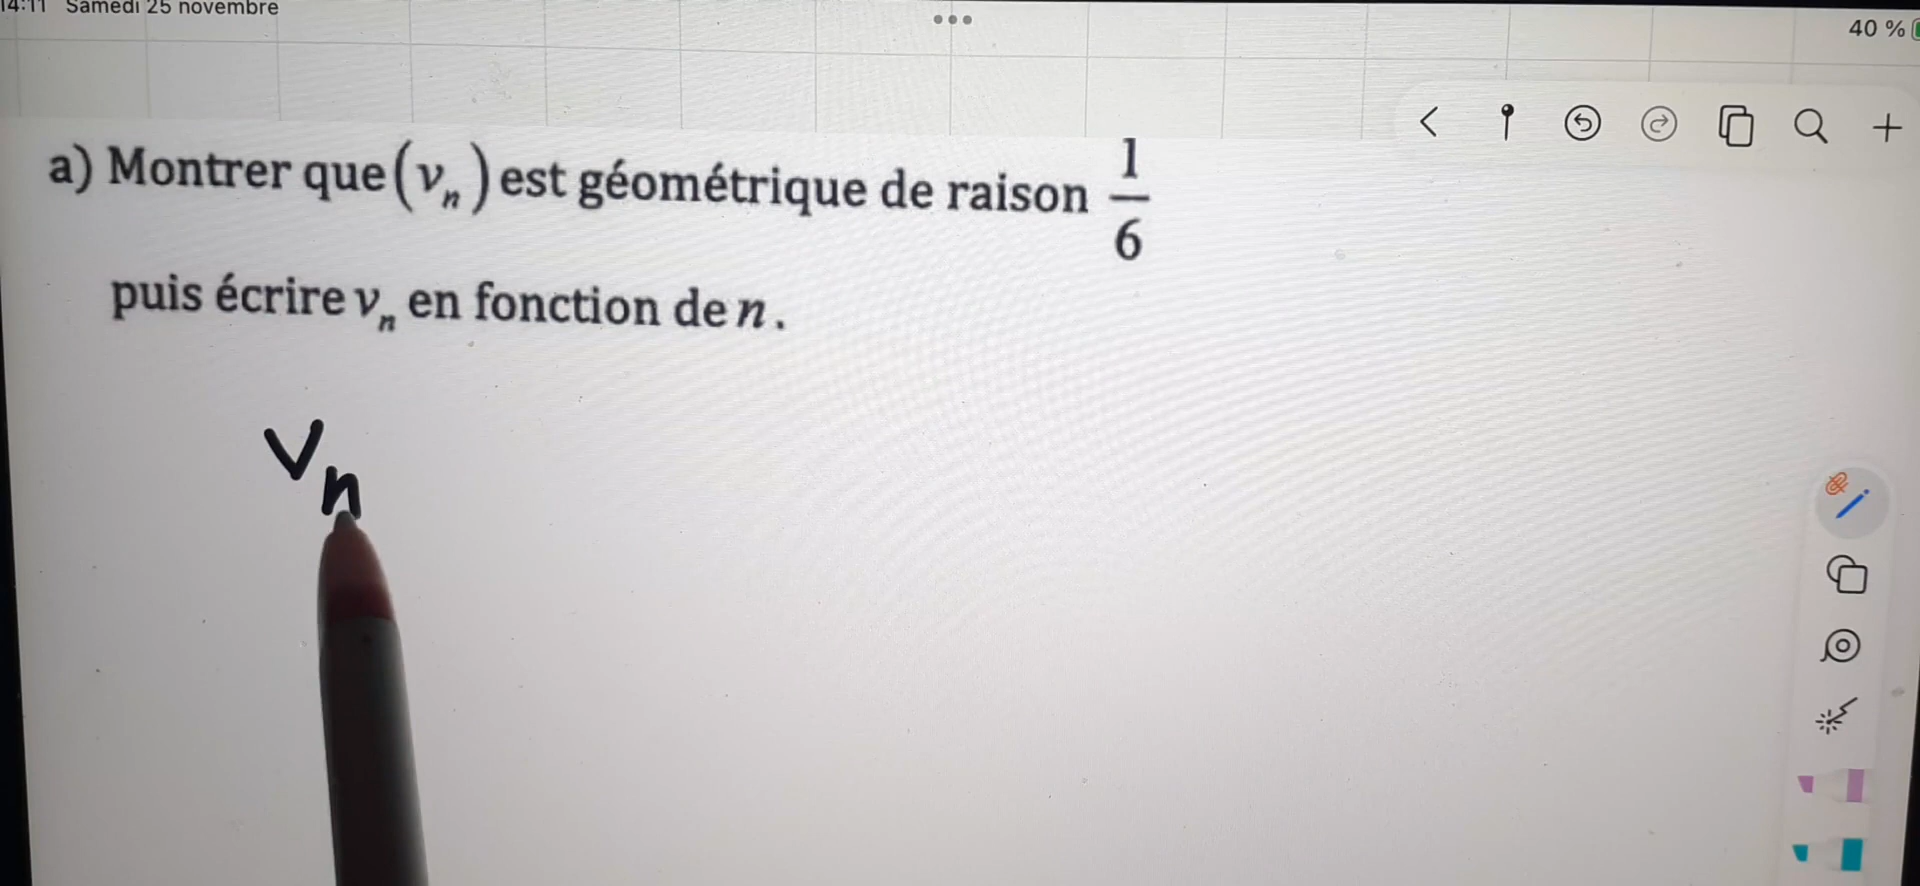 14:11 Samedi 25 novembre
40 %
a) Montrer que (vₙ) est géométrique de raison 1/6
puis écrire vₙ en fonction de n.
Vₙ